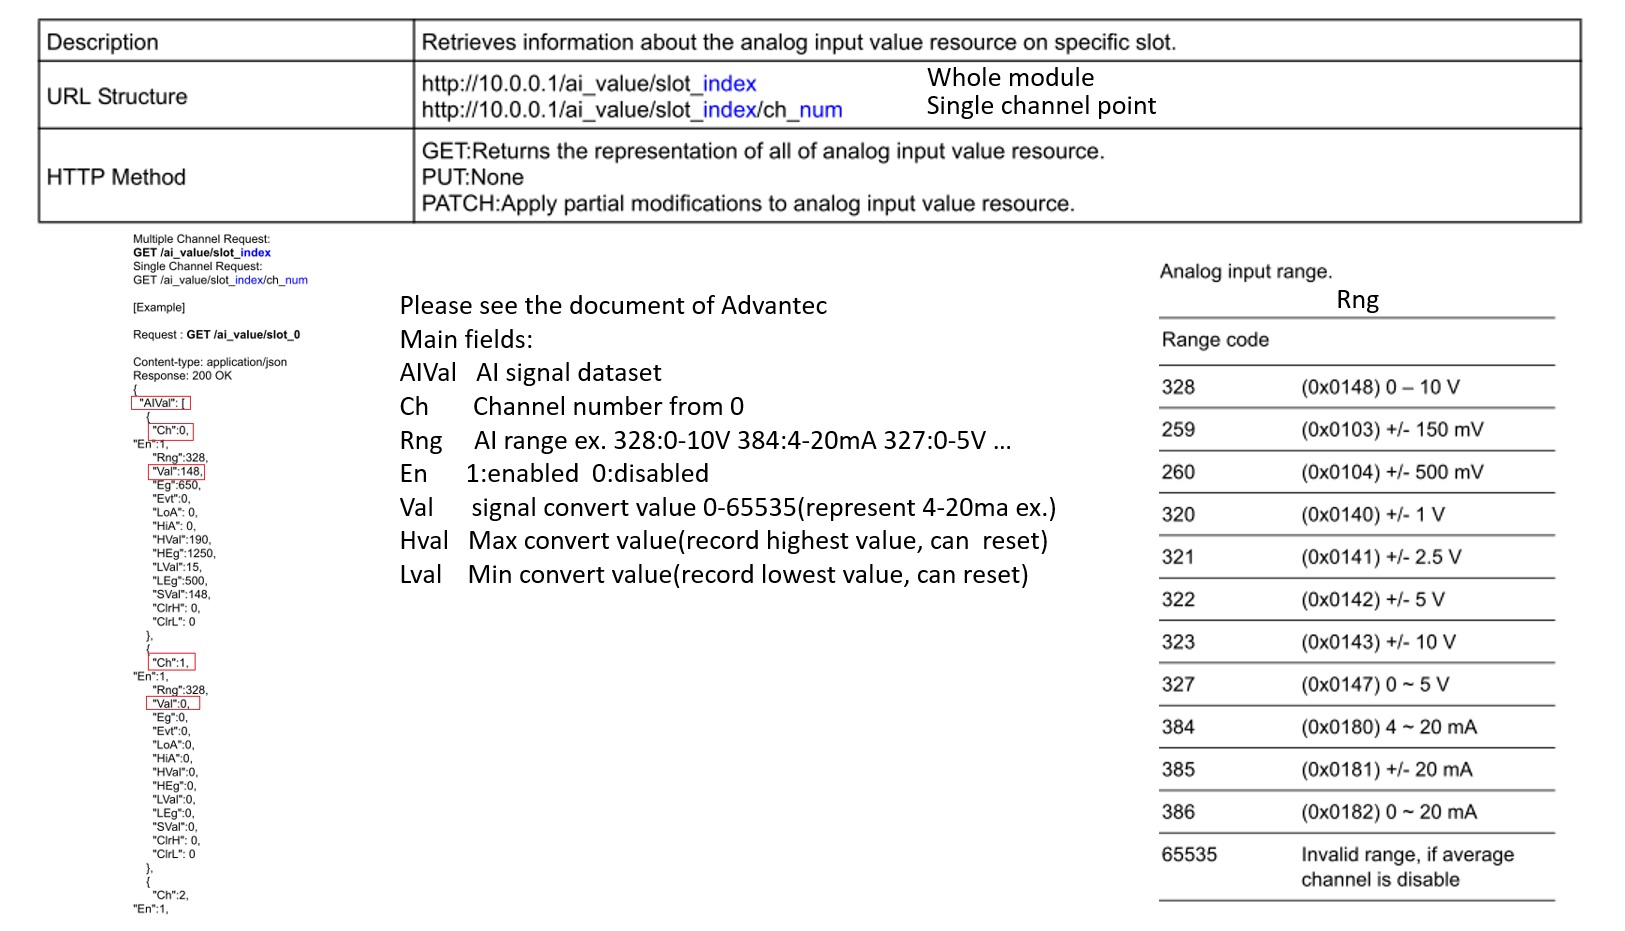 Description Retrieves information about the analog input value resource on specific slot.
URL Structure
http://10.0.0.1/ai_value/slot_index Whole module
http://10.0.0.1/ai_value/slot_index/ch_num Single channel point
HTTP Method
GET:Returns the representation of all of analog input value resource.
PUT:None
PATCH:Apply partial modifications to analog input value resource.
Multiple Channel Request:
GET /ai_value/slot_index
Single Channel Request:
GET /ai_value/slot_index/ch_num
[Example]
Request : GET /ai_value/slot_0
Content-type: application/json
Response: 200 OK
{
"AIVal": [
{
"Ch":0,
"En":1,
"Rng":328,
"Val":148,
"Eg":650,
"Evt":0,
"LoA": 0,
"HiA": 0,
"HVal":190,
"HEg":1250,
"LVal":15,
"LEg":500,
"SVal":148,
"ClrH": 0,
"ClrL": 0
},
{
"Ch":1,
"En":1,
"Rng":328,
"Val":0,
"Eg":0,
"Evt":0,
"LoA":0,
"HiA":0,
"HVal":0,
"HEg":0,
"LVal":0,
"LEg":0,
"SVal":0,
"ClrH": 0,
"ClrL": 0
},
{
"Ch":2,
"En":1,
Please see the document of Advantec
Main fields:
AIVal AI signal dataset
Ch Channel number from 0
Rng AI range ex. 328:0-10V 384:4-20mA 327:0-5V ...
En 1:enabled 0:disabled
Val signal convert value 0-65535(represent 4-20ma ex.)
Hval Max convert value(record highest value, can reset)
Lval Min convert value(record lowest value, can reset)
Analog input range.
Rng
Range code
328 (0x0148) 0 – 10 V
259 (0x0103) +/- 150 mV
260 (0x0104) +/- 500 mV
320 (0x0140) +/- 1 V
321 (0x0141) +/- 2.5 V
322 (0x0142) +/- 5 V
323 (0x0143) +/- 10 V
327 (0x0147) 0 ~ 5 V
384 (0x0180) 4 ~ 20 mA
385 (0x0181) +/- 20 mA
386 (0x0182) 0 ~ 20 mA
65535 Invalid range, if average
channel is disable